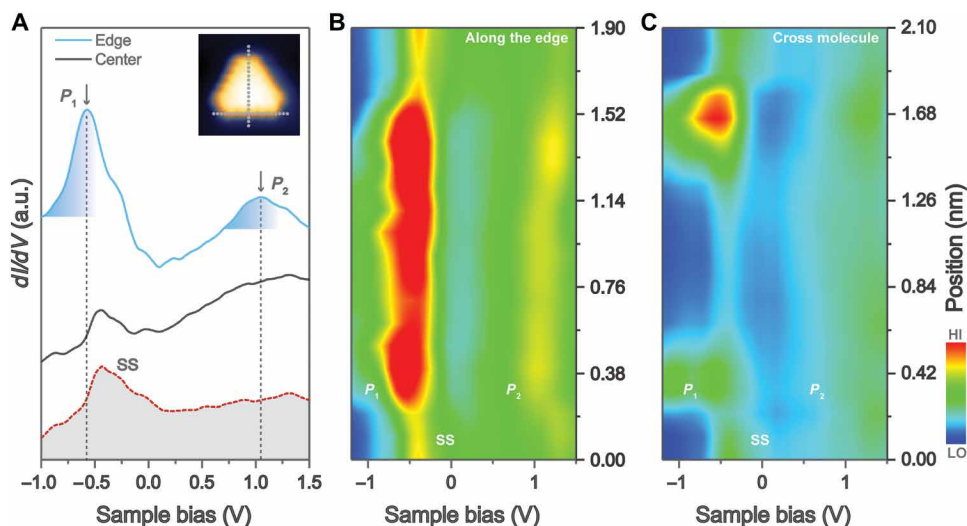 A
Edge
Center
P1
P2
SS
dI/dV (a.u.)
−1.0
−0.5
0.0
0.5
1.0
1.5
Sample bias (V)
B
Along the edge
1.90
1.52
1.14
0.76
0.38
0.00
P1
P2
SS
−1
0
1
Sample bias (V)
C
Cross molecule
2.10
1.68
1.26
0.84
0.42
0.00
Position (nm)
P1
P2
SS
−1
0
1
Sample bias (V)
HI
LO